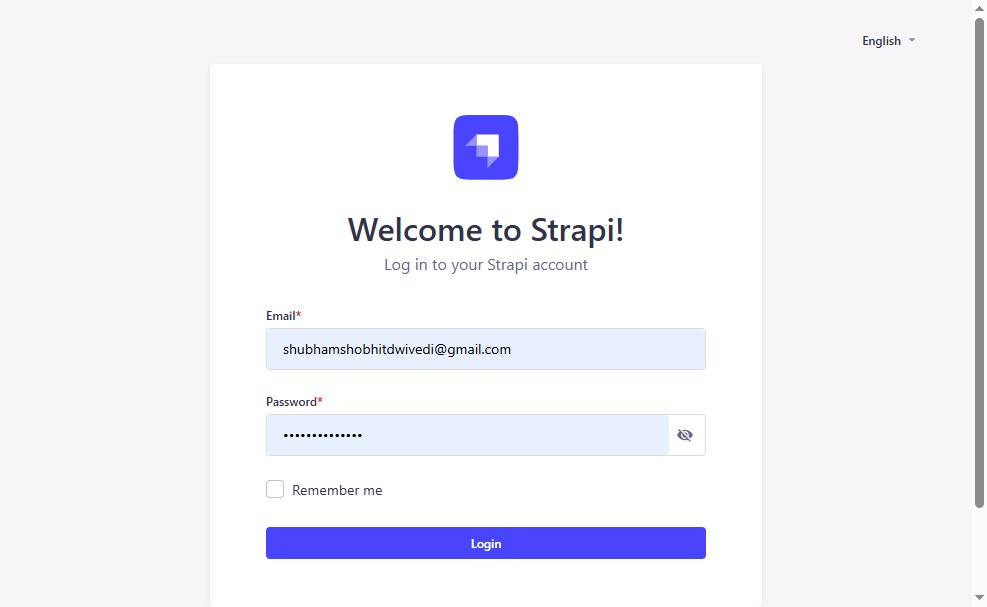 English
Welcome to Strapi!
Log in to your Strapi account
Email*
shubhamshobhitdwivedi@gmail.com
Password*
••••••••••••••
Remember me
Login